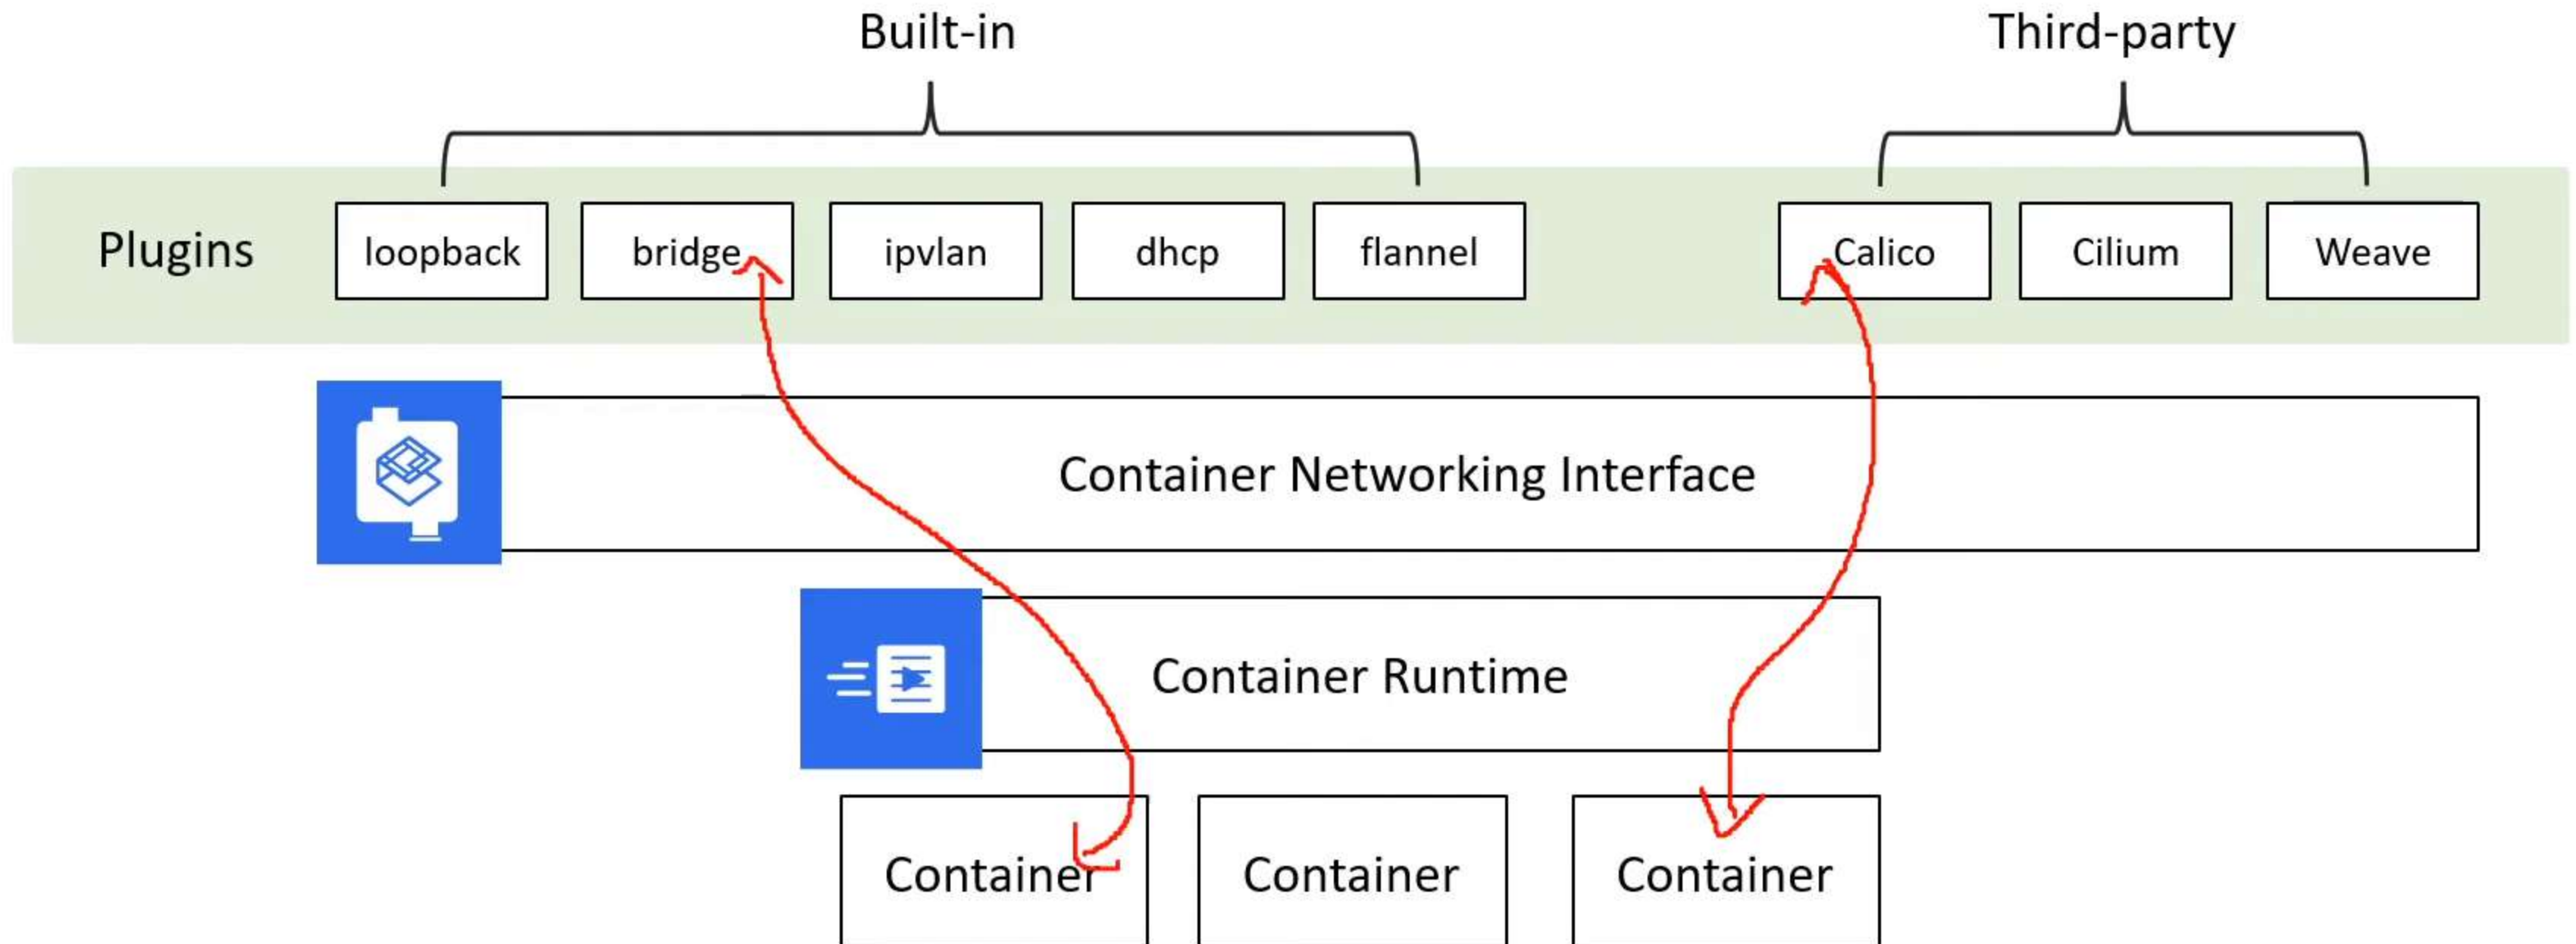 Built-in
Third-party
Plugins
loopback
bridge
ipvlan
dhcp
flannel
Calico
Cilium
Weave
Container Networking Interface
Container Runtime
Container
Container
Container